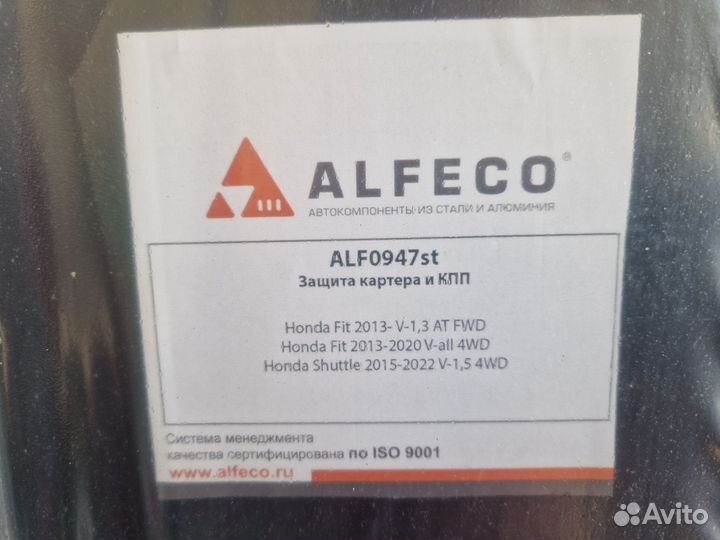 ALFECO®
АВТОКОМПОНЕНТЫ ИЗ СТАЛИ И АЛЮМИНИЯ
ALF0947st
Защита картера и КПП
Honda Fit 2013- V-1,3 AT FWD
Honda Fit 2013-2020 V-all 4WD
Honda Shuttle 2015-2022 V-1,5 4WD
Система менеджмента
качества сертифицирована по ISO 9001
www.alfeco.ru
Avito